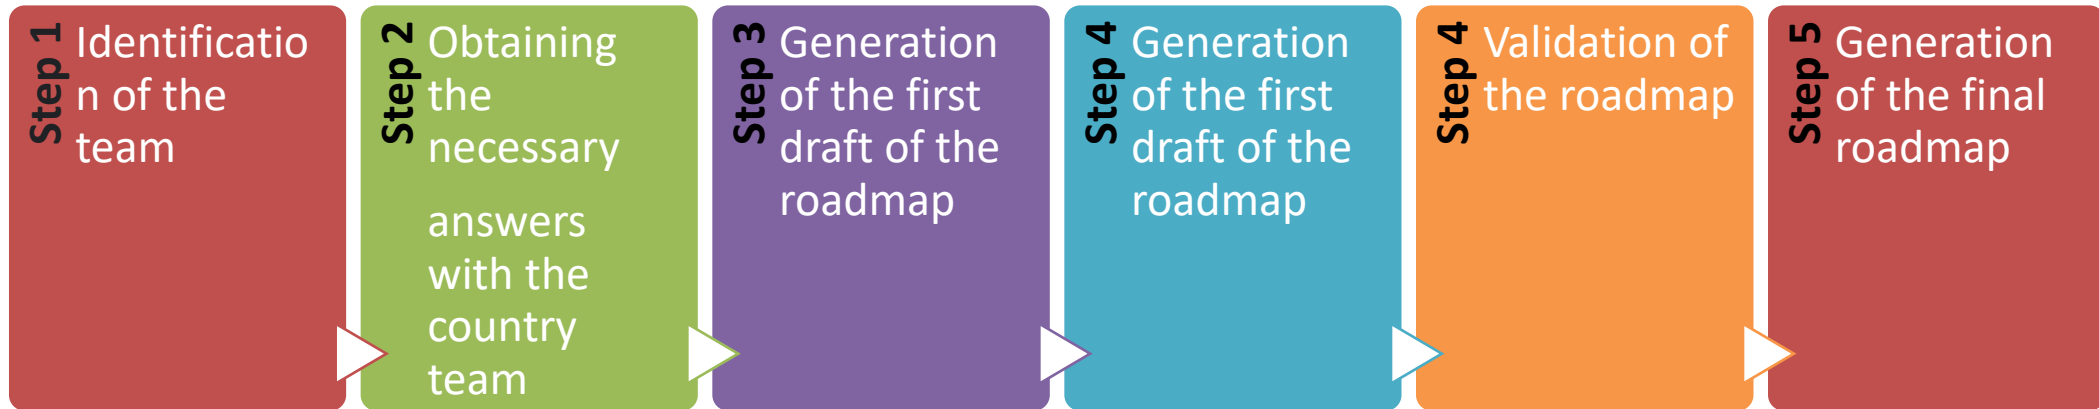 Step 1
Identificatio
n of the
team
Step 2
Obtaining
the
necessary
answers
with the
country
team
Step 3
Generation
of the first
draft of the
roadmap
Step 4
Generation
of the first
draft of the
roadmap
Step 4
Validation of
the roadmap
Step 5
Generation
of the final
roadmap